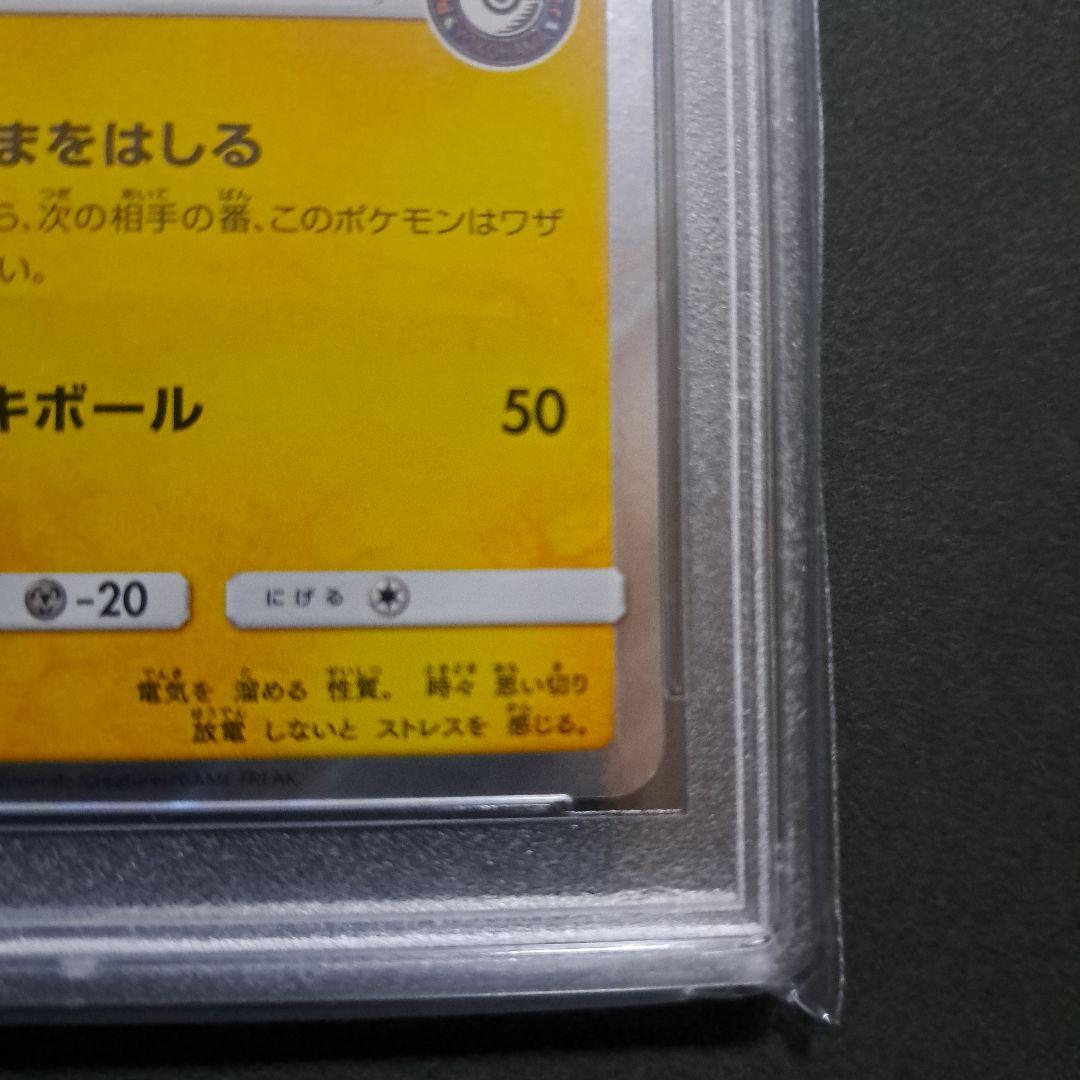 まをはしる
ら、次の相手の番、このポケモンはワザ
い。
キボール 50
-20 にげる
電気を 溜める 性質。 時々 思い切り
放電 しないと ストレスを 感じる。
/Creatures/GAME FREAK